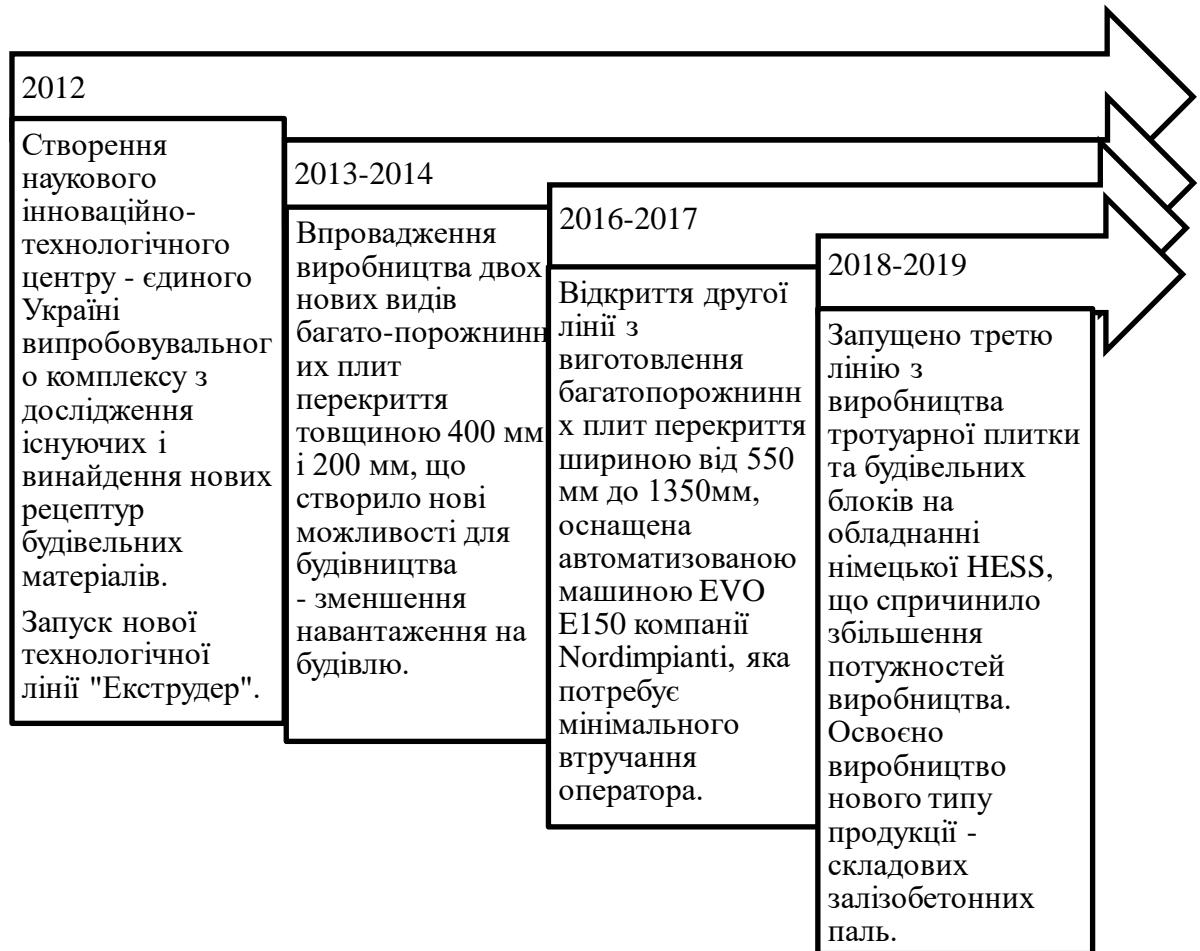 2012
Створення
наукового
інноваційно-
технологічного
центру - єдиного
Україні
випробовувальног
о комплексу з
дослідження
існуючих і
винайдення нових
рецептур
будівельних
матеріалів.
Запуск нової
технологічної
лінії "Екструдер".
2013-2014
Впровадження
виробництва двох
нових видів
багато-порожнинн
их плит
перекриття
товщиною 400 мм
і 200 мм, що
створило нові
можливості для
будівництва
- зменшення
навантаження на
будівлю.
2016-2017
Відкриття другої
лінії з
виготовлення
багатопорожнинн
х плит перекриття
шириною від 550
мм до 1350мм,
оснащена
автоматизованою
машиною EVO
E150 компанії
Nordimpianti, яка
потребує
мінімального
втручання
оператора.
2018-2019
Запущено третю
лінію з
виробництва
тротуарної плитки
та будівельних
блоків на
обладнанні
німецької HESS,
що спричинило
збільшення
потужностей
виробництва.
Освоєно
виробництво
нового типу
продукції -
складових
залізобетонних
паль.